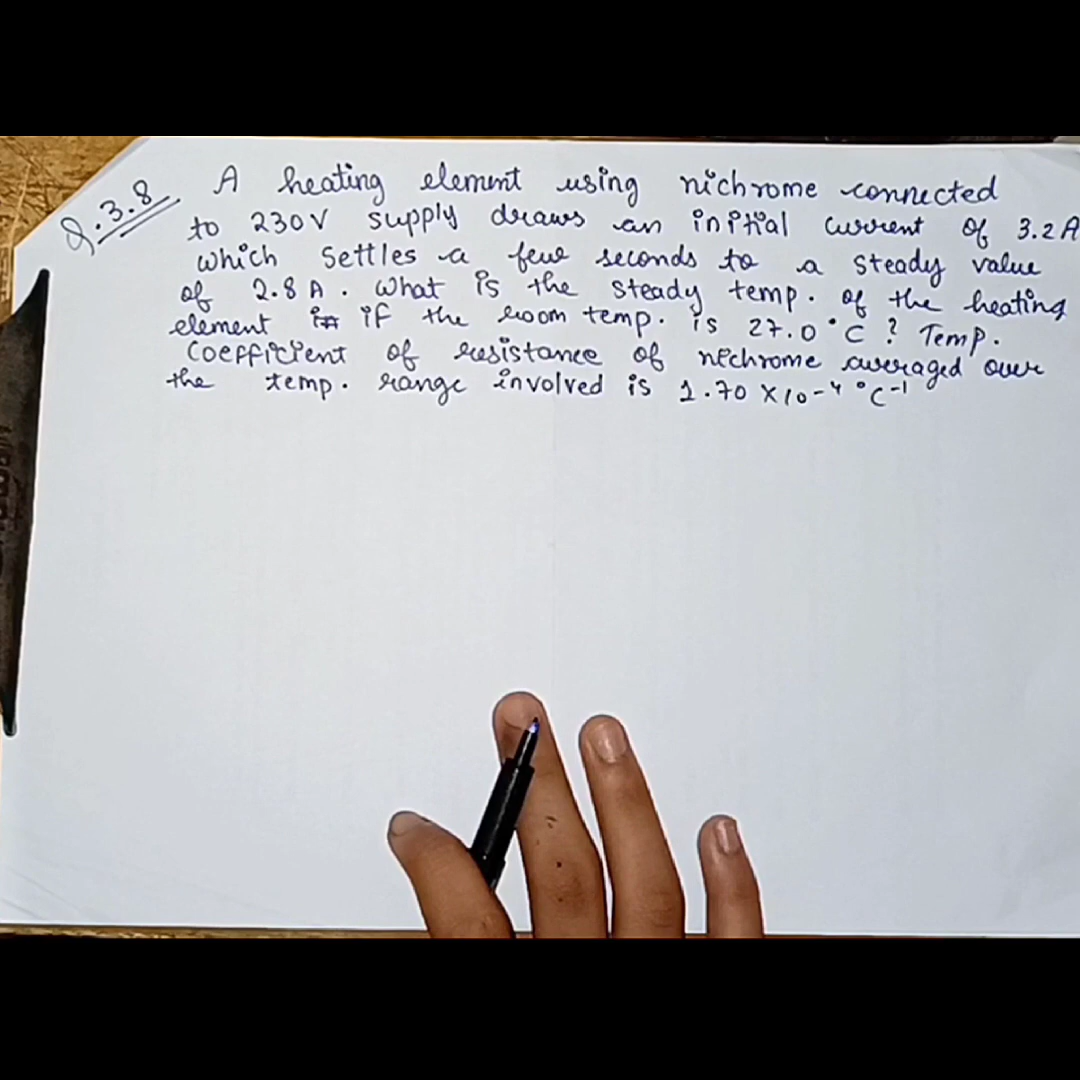 Q.3.8
A heating element using nichrome connected
to 230V supply draws an initial current of 3.2A
which settles a few seconds to a steady value
of 2.8A. What is the steady temp. of the heating
element if the room temp. is 27.0°C? Temp.
Coefficient of resistance of nichrome averaged over
the temp. range involved is 1.70 × 10-4 °C-1